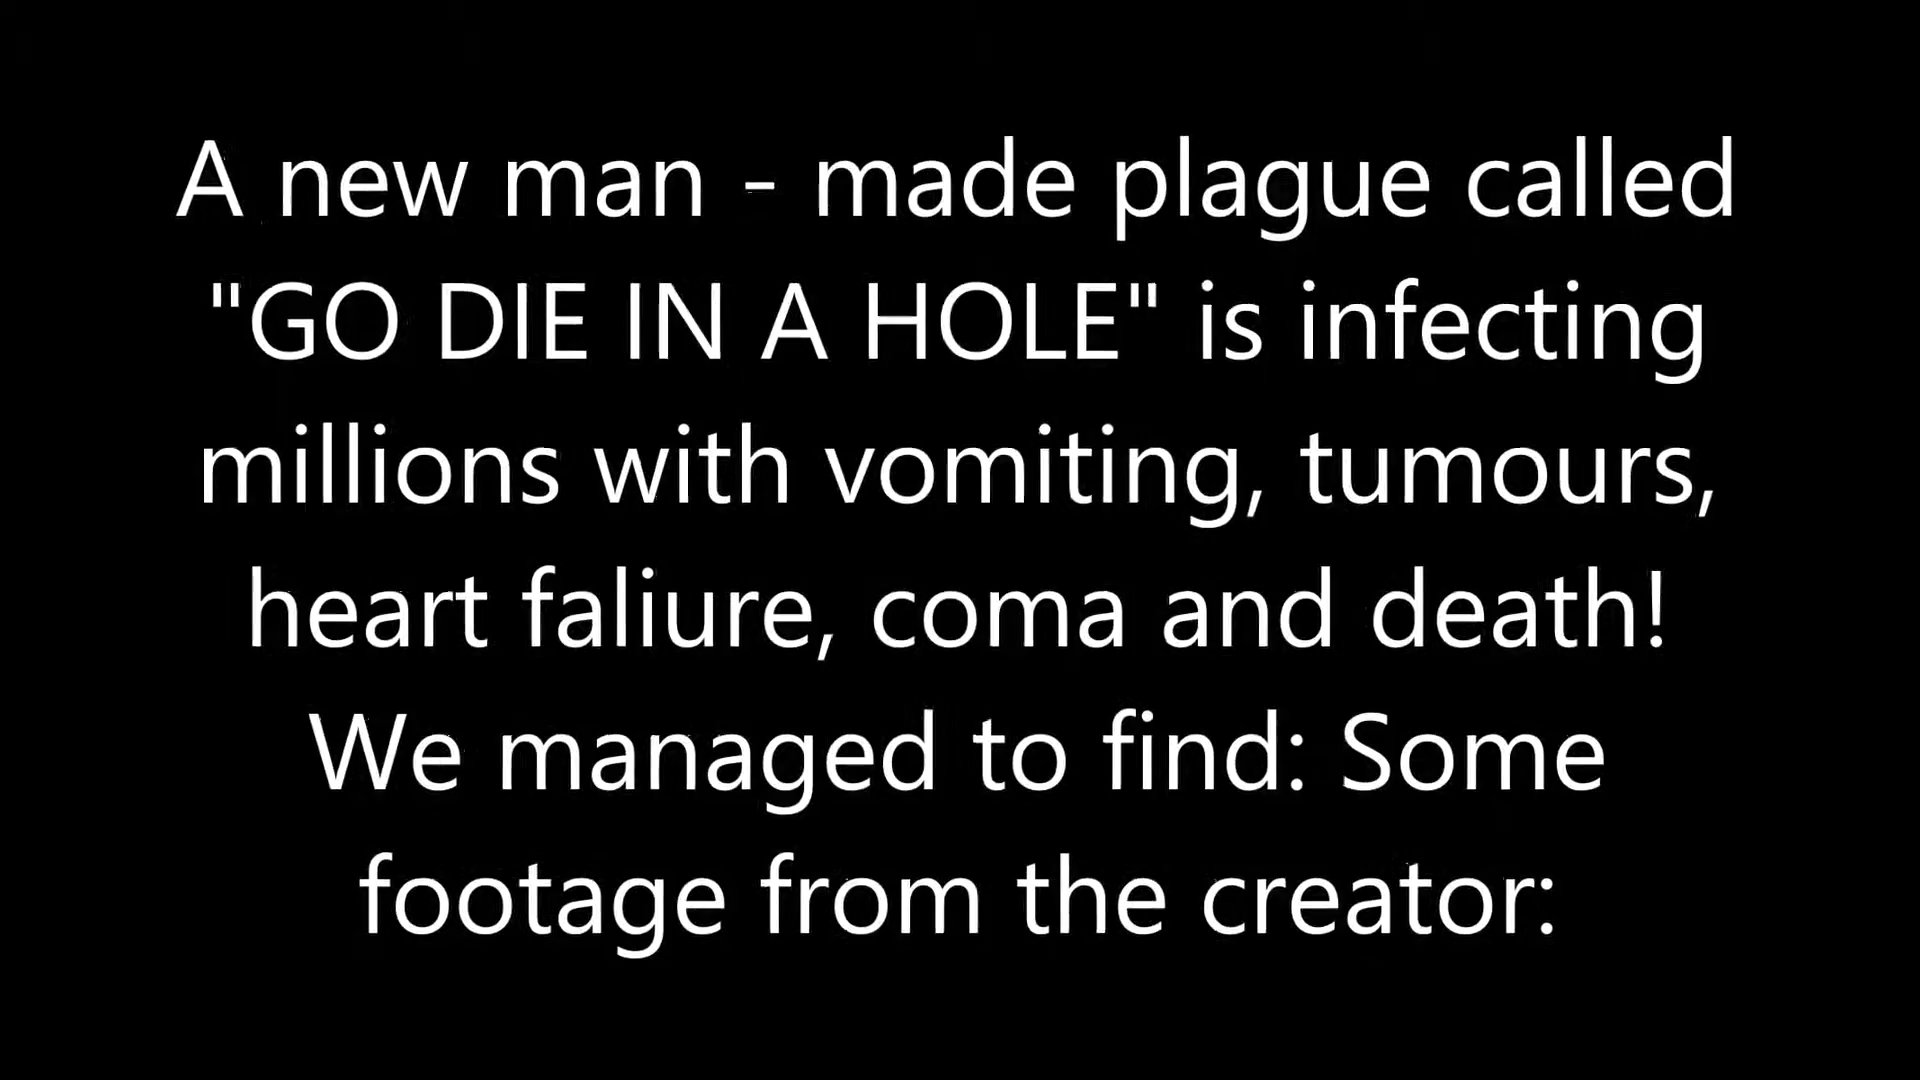 A new man - made plague called
"GO DIE IN A HOLE" is infecting
millions with vomiting, tumours,
heart faliure, coma and death!
We managed to find: Some
footage from the creator: